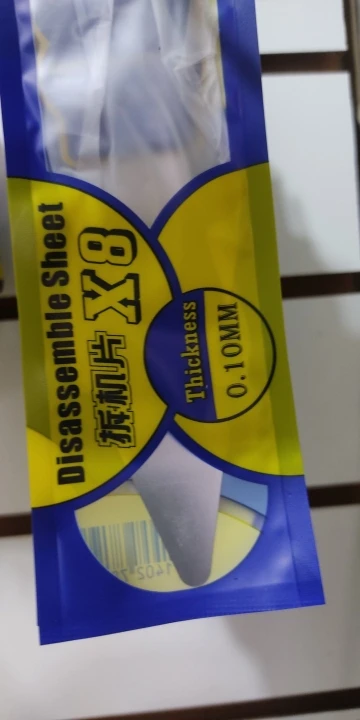 Disassemble Sheet
拆机片 X8
Thickness
0.10MM